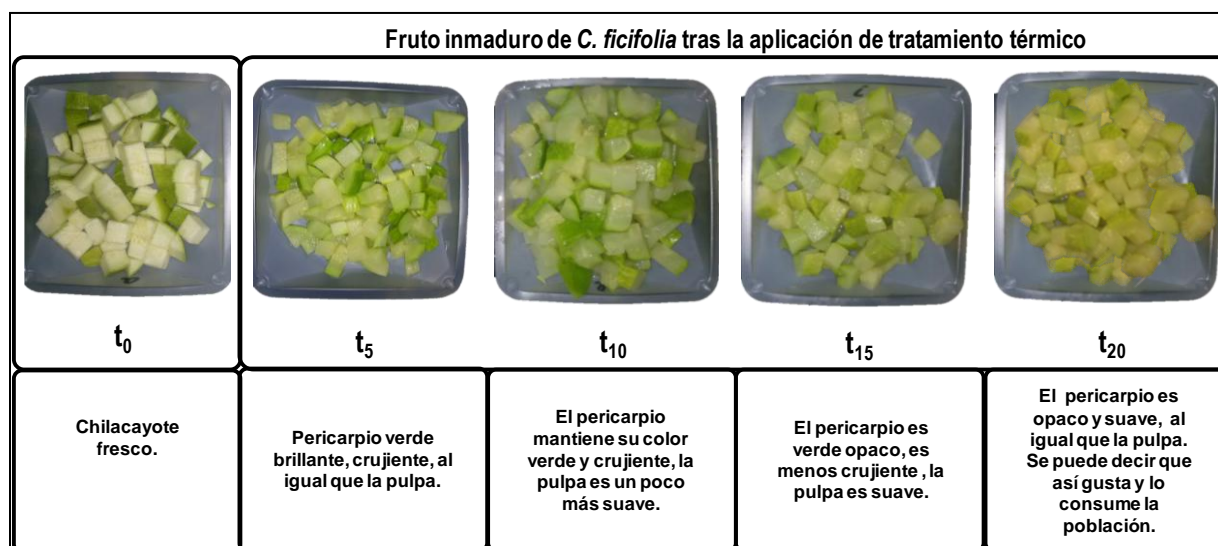 Fruto inmaduro de C. ficifolia tras la aplicación de tratamiento térmico
t0
t5
t10
t15
t20
Chilacayote
fresco.
Pericarpio verde
brillante, crujiente, al
igual que la pulpa.
El pericarpio
mantiene su color
verde y crujiente, la
pulpa es un poco
más suave.
El pericarpio es
verde opaco, es
menos crujiente , la
pulpa es suave.
El pericarpio es
opaco y suave, al
igual que la pulpa.
Se puede decir que
así gusta y lo
consume la
población.